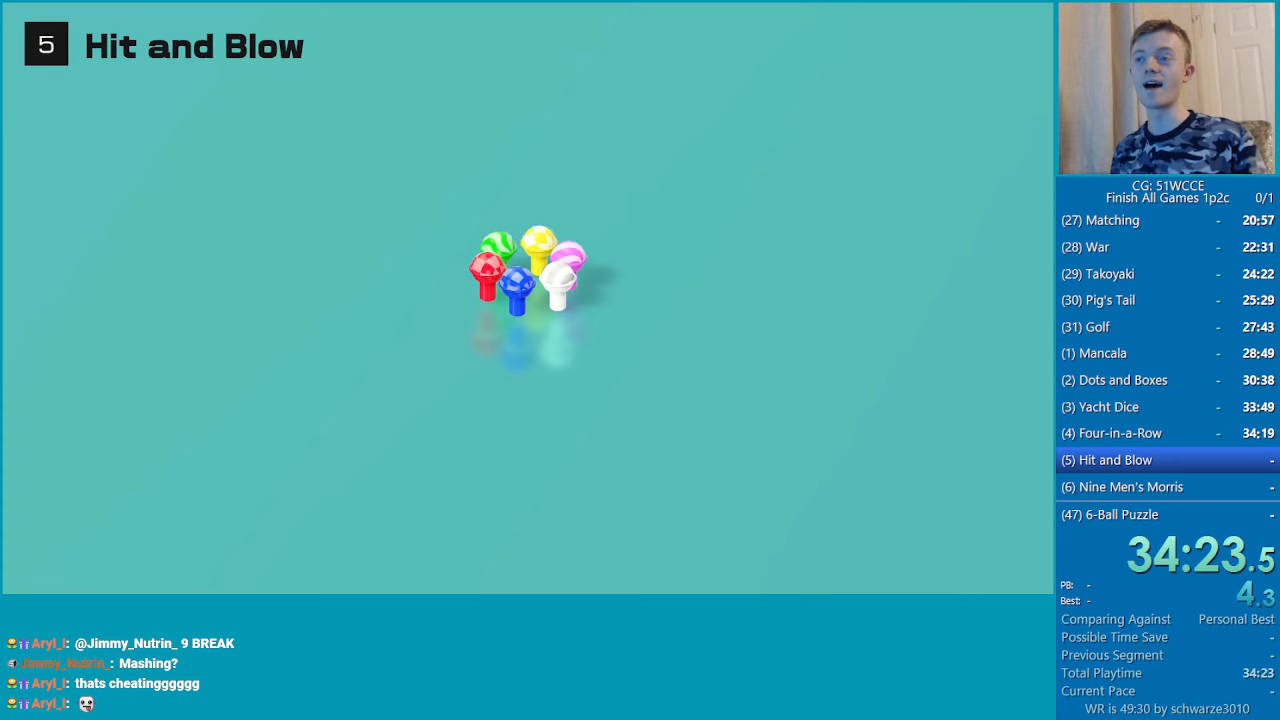 5 Hit and Blow
CG: 51WCCE
Finish All Games 1p2c 0/1
(27) Matching - 20:57
(28) War - 22:31
(29) Takoyaki - 24:22
(30) Pig's Tail - 25:29
(31) Golf - 27:43
(1) Mancala - 28:49
(2) Dots and Boxes - 30:38
(3) Yacht Dice - 33:49
(4) Four-in-a-Row - 34:19
(5) Hit and Blow -
(6) Nine Men's Morris -
(47) 6-Ball Puzzle -
34:23.5
PB: -
4.3
Best: -
Comparing Against Personal Best
Possible Time Save -
Previous Segment -
Total Playtime 34:23
Current Pace -
WR is 49:30 by schwarze3010
Aryl_l: @Jimmy_Nutrin_ 9 BREAK
Jimmy_Nutrin_: Mashing?
Aryl_l: thats cheatinggggg
Aryl_l: